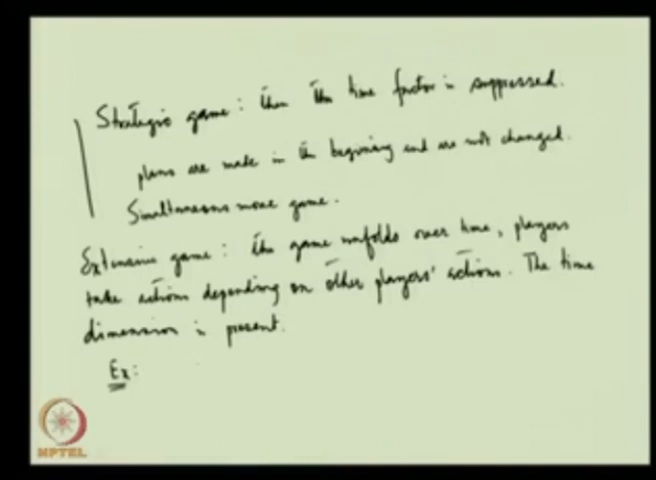 Strategic game : then the time factor is suppressed.
plans are made in the beginning and are not changed.
Simultaneous move game.
Extensive game : the game unfolds over time, players
take actions depending on other players' actions. The time
dimension is present.
Ex:
NPTEL